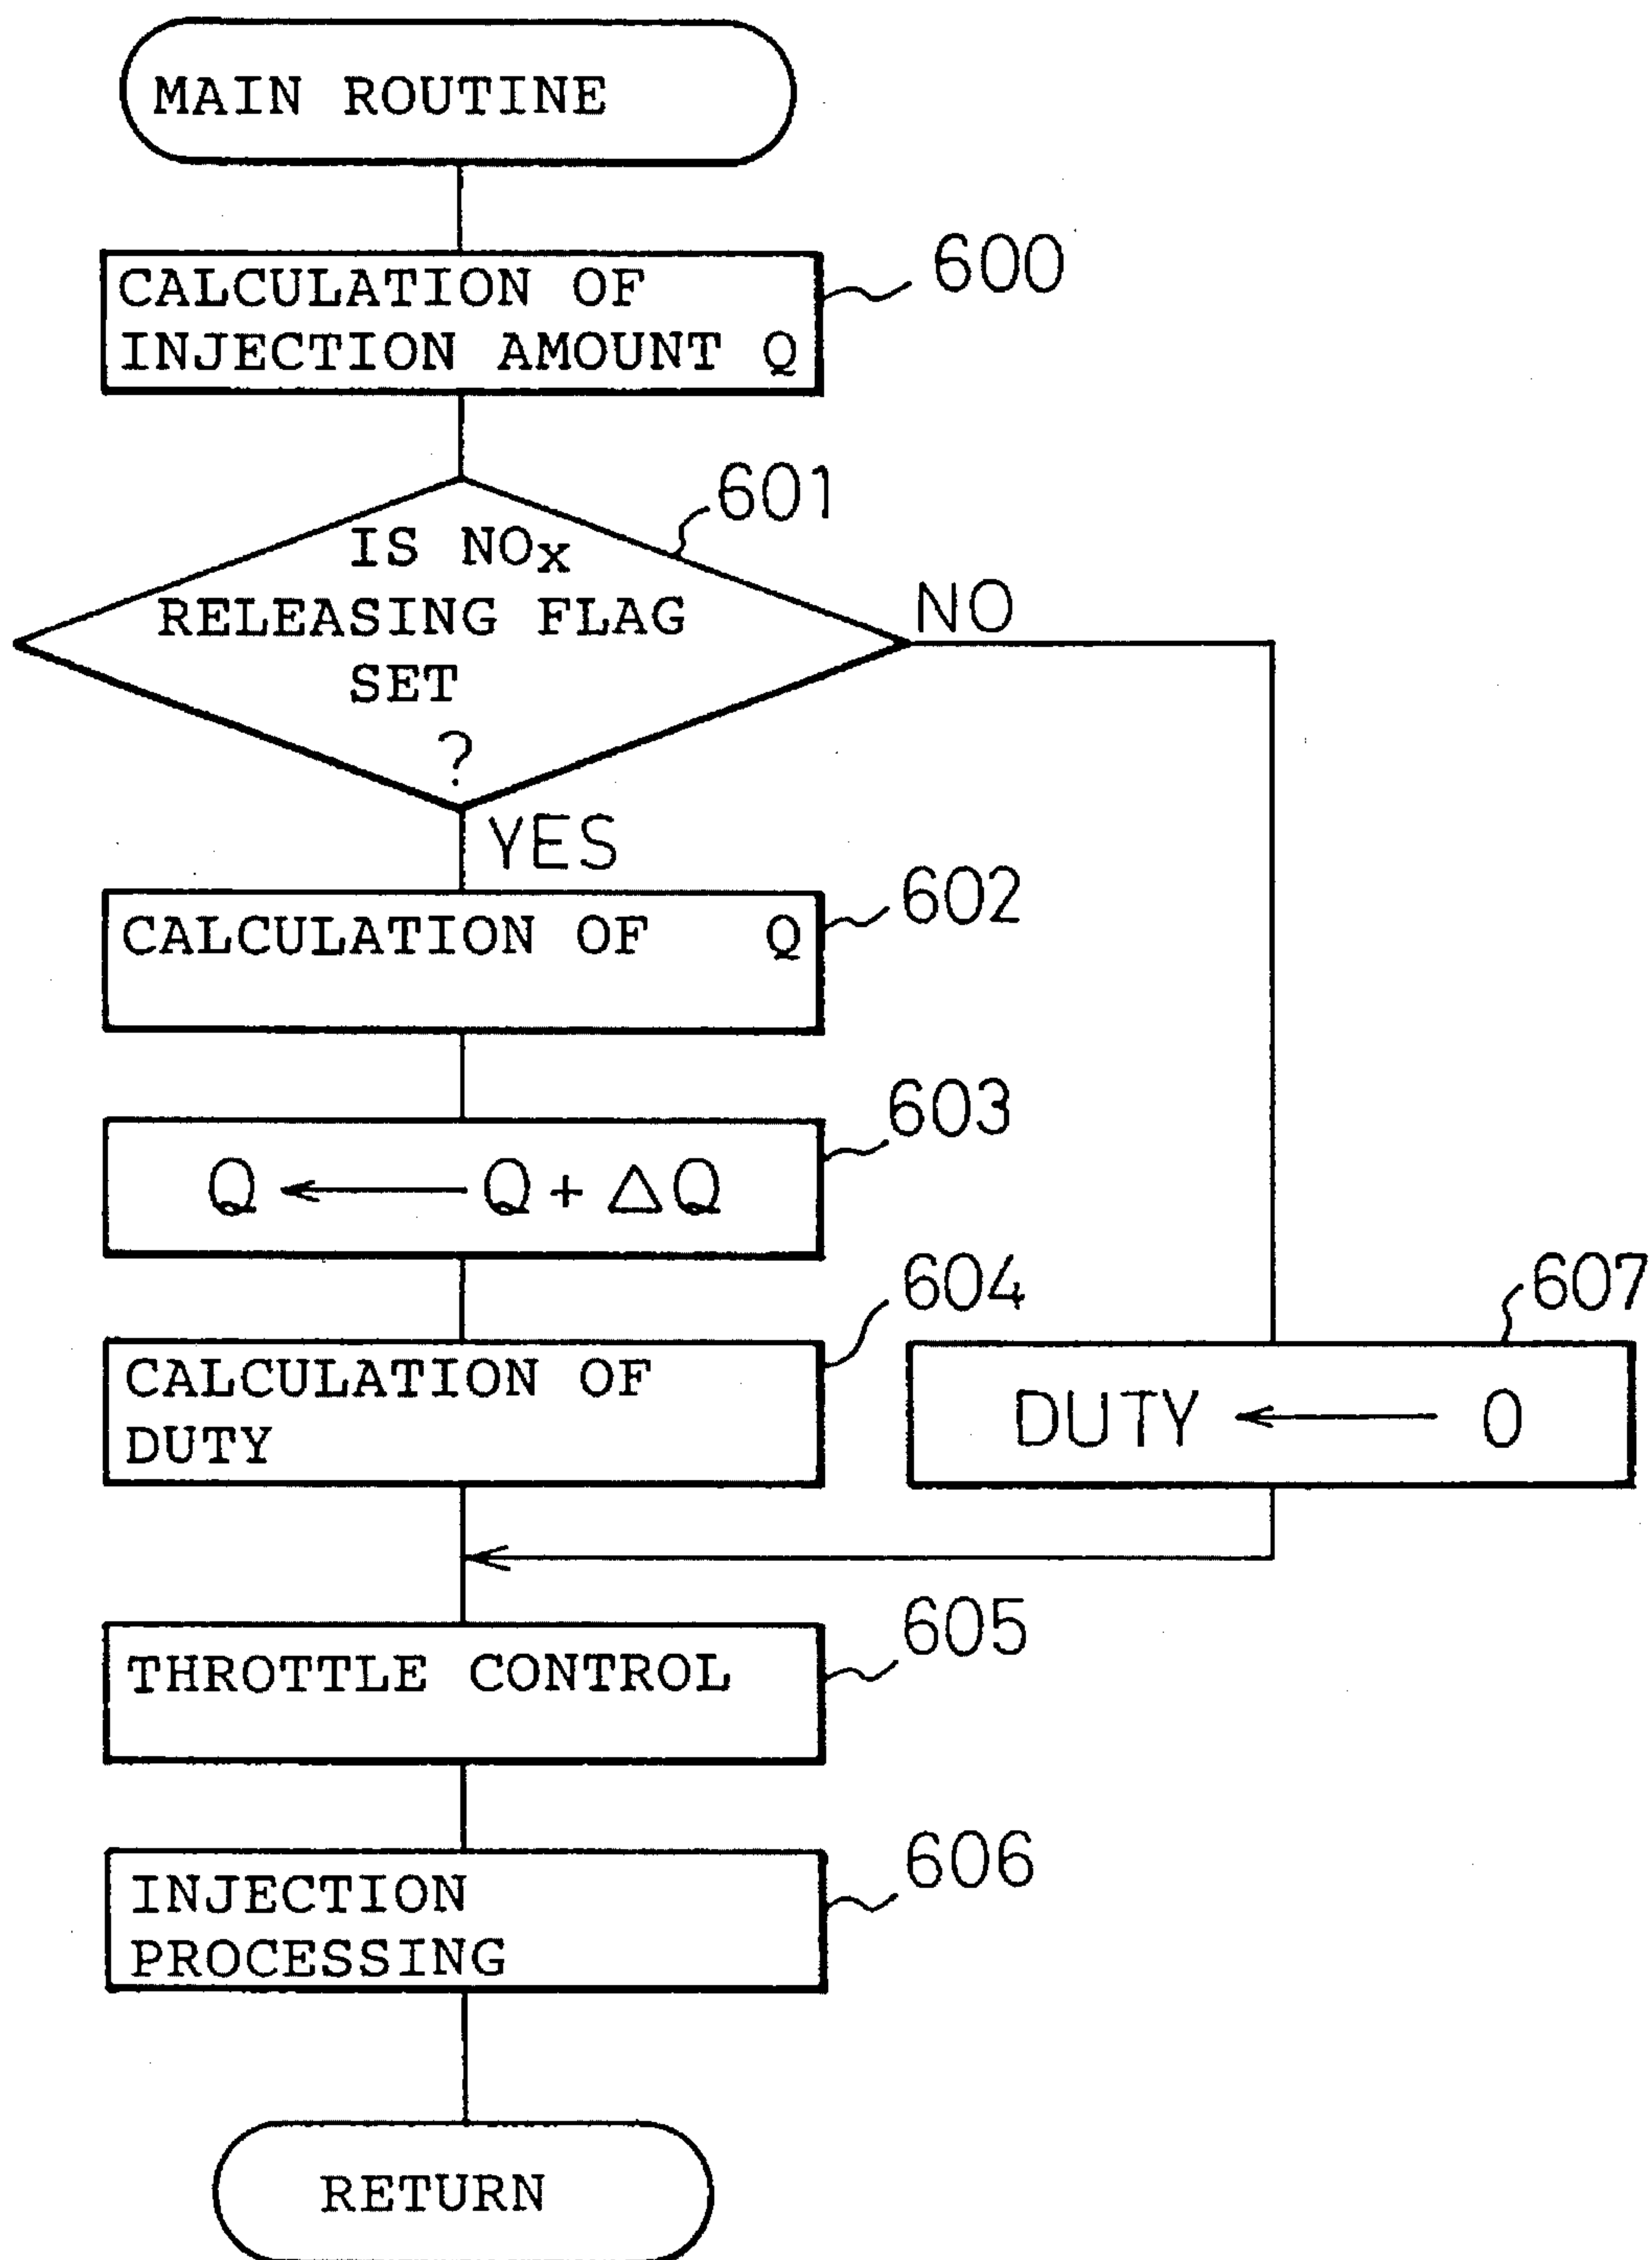 MAIN ROUTINE
CALCULATION OF
INJECTION AMOUNT Q
600
601
IS NOx
RELEASING FLAG
SET
?
NO
YES
CALCULATION OF Q
602
Q ← Q + △Q
603
CALCULATION OF
DUTY
604
DUTY ← 0
607
THROTTLE CONTROL
605
INJECTION
PROCESSING
606
RETURN